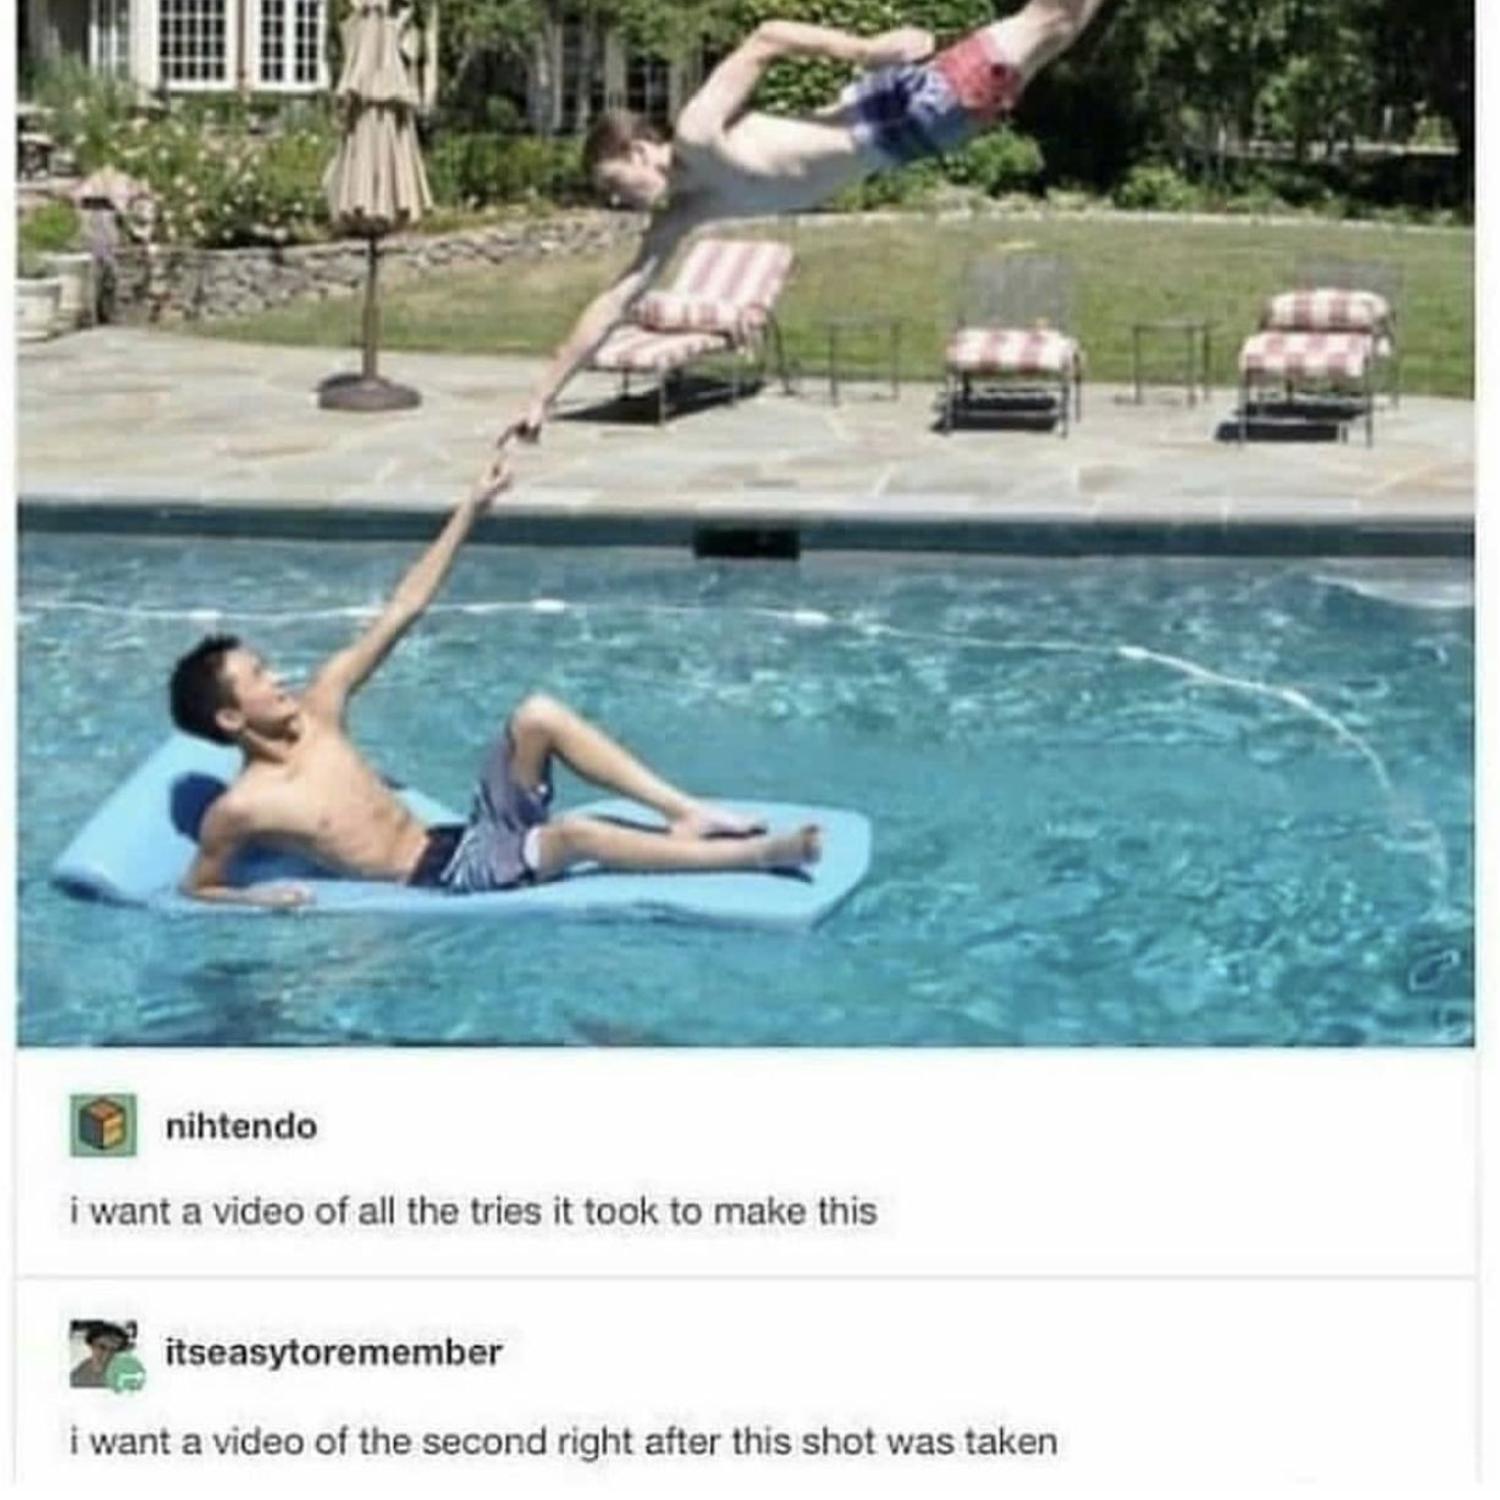 nihtendo
i want a video of all the tries it took to make this
itseasytoremember
i want a video of the second right after this shot was taken